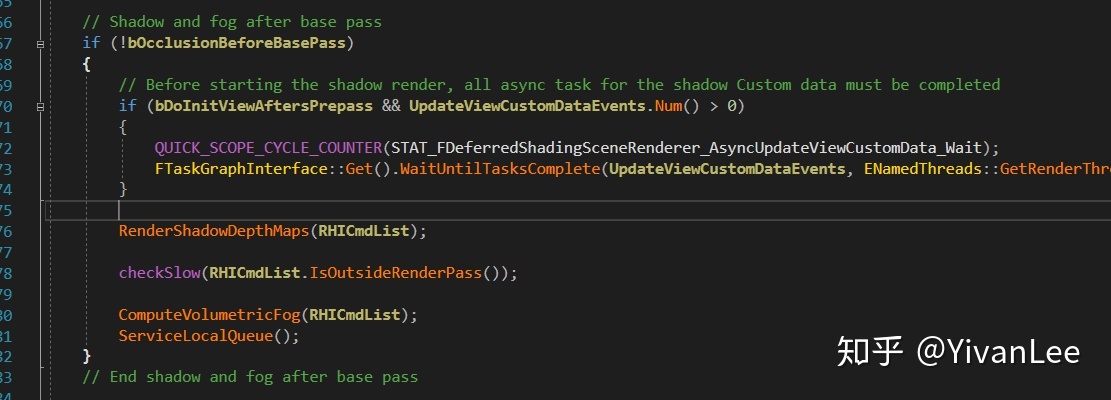 66 // Shadow and fog after base pass
67 if (!bOcclusionBeforeBasePass)
68 {
69 // Before starting the shadow render, all async task for the shadow Custom data must be completed
70 if (bDoInitViewAftersPrepass && UpdateViewCustomDataEvents.Num() > 0)
71 {
72 QUICK_SCOPE_CYCLE_COUNTER(STAT_FDeferredShadingSceneRenderer_AsyncUpdateViewCustomData_Wait);
73 FTaskGraphInterface::Get().WaitUntilTasksComplete(UpdateViewCustomDataEvents, ENamedThreads::GetRenderThr
74 }
75
76 RenderShadowDepthMaps(RHICmdList);
77
78 checkSlow(RHICmdList.IsOutsideRenderPass());
79
80 ComputeVolumetricFog(RHICmdList);
81 ServiceLocalQueue();
82 }
83 // End shadow and fog after base pass
知乎 @YivanLee